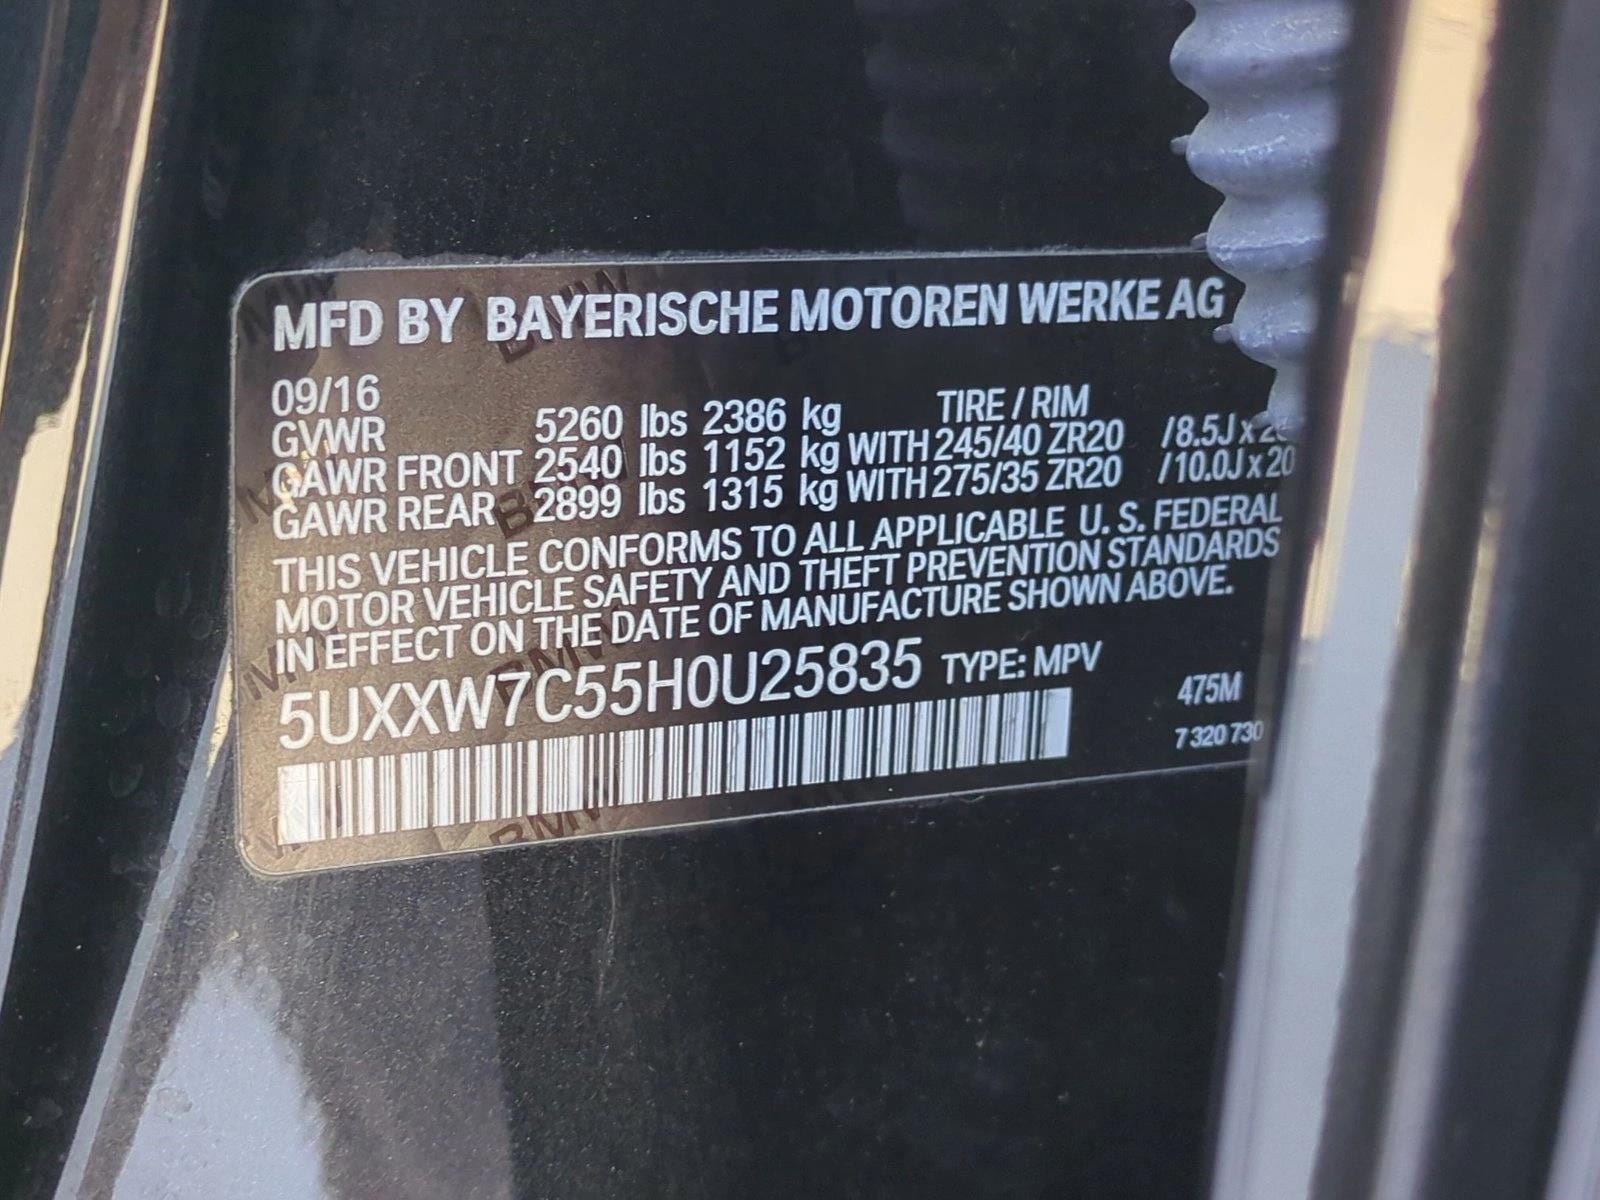 MFD BY BAYERISCHE MOTOREN WERKE AG
09/16 TIRE / RIM
GVWR 5260 lbs 2386 kg
GAWR FRONT 2540 lbs 1152 kg WITH 245/40 ZR20 /8.5J x 20
GAWR REAR 2899 lbs 1315 kg WITH 275/35 ZR20 /10.0J x 20
THIS VEHICLE CONFORMS TO ALL APPLICABLE U. S. FEDERAL
MOTOR VEHICLE SAFETY AND THEFT PREVENTION STANDARDS
IN EFFECT ON THE DATE OF MANUFACTURE SHOWN ABOVE.
5UXXW7C55H0U25835 TYPE: MPV
475M
7 320 730